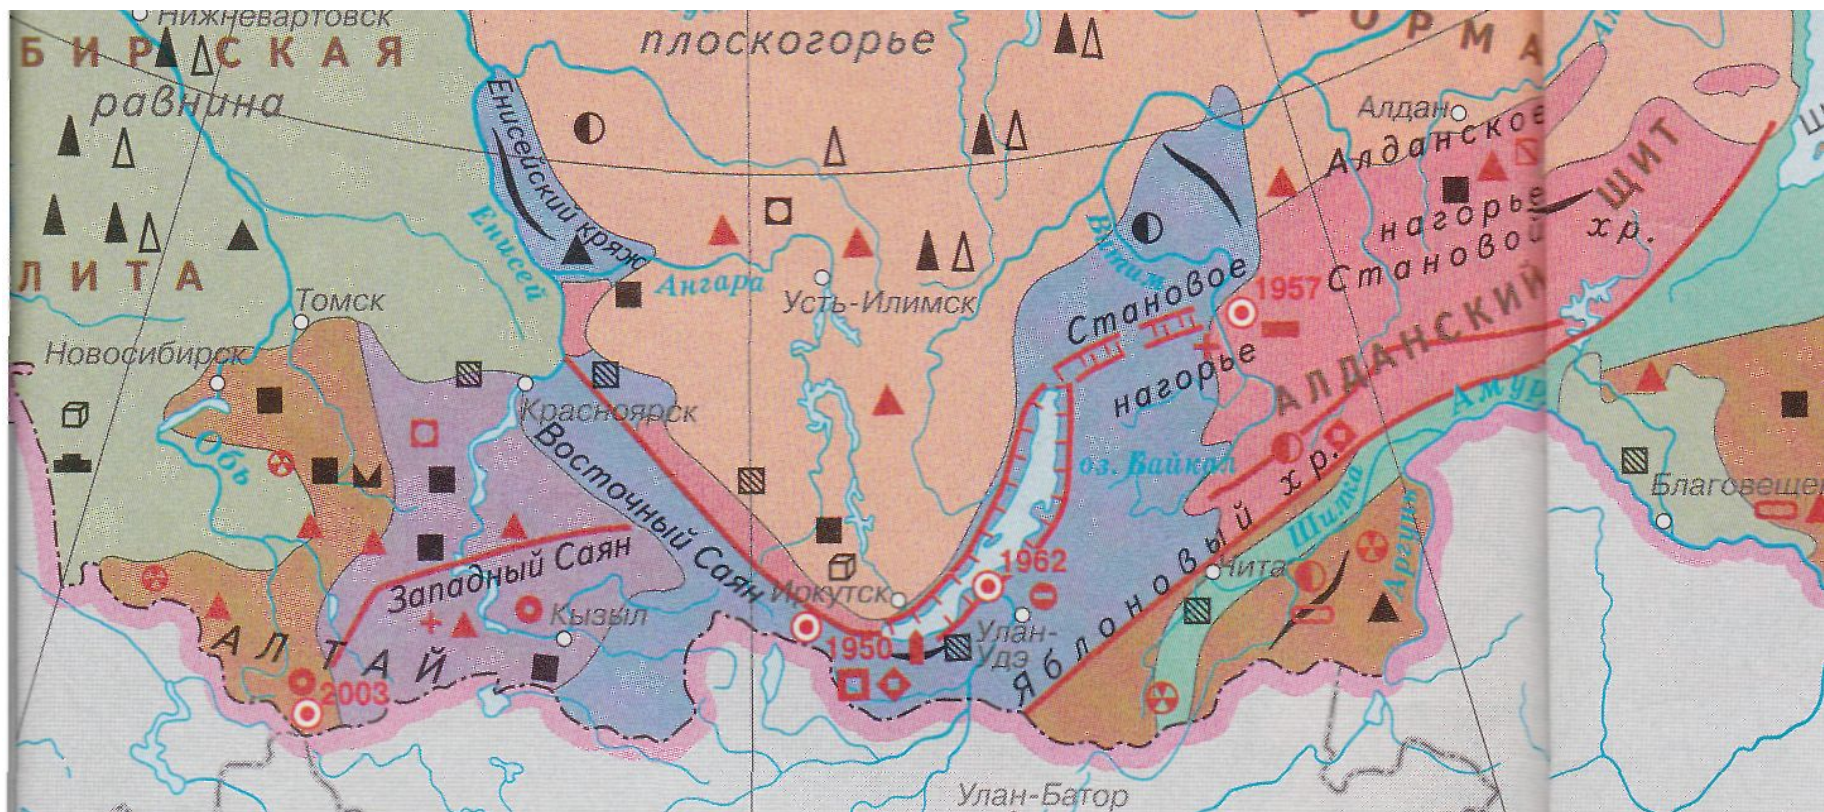 Нижневартовск
БИРСКАЯ
равнина
ЛИТА
плоскогорье
ОРМА
Енисейский кряж
Енисей
Ангара
Усть-Илимск
Витим
Алдан
Алданское
нагорье
Становой
хр.
ЩИТ
АЛДАНСКИЙ
Становое
нагорье
1957
Томск
Новосибирск
Обь
Красноярск
Восточный Саян
Западный Саян
Кызыл
АЛТАЙ
2003
Иркутск
1950
1962
оз. Байкал
Улан-
Удэ
Яблоновый хр.
Чита
Шилка
Аргунь
Амур
Благовещен
Улан-Батор